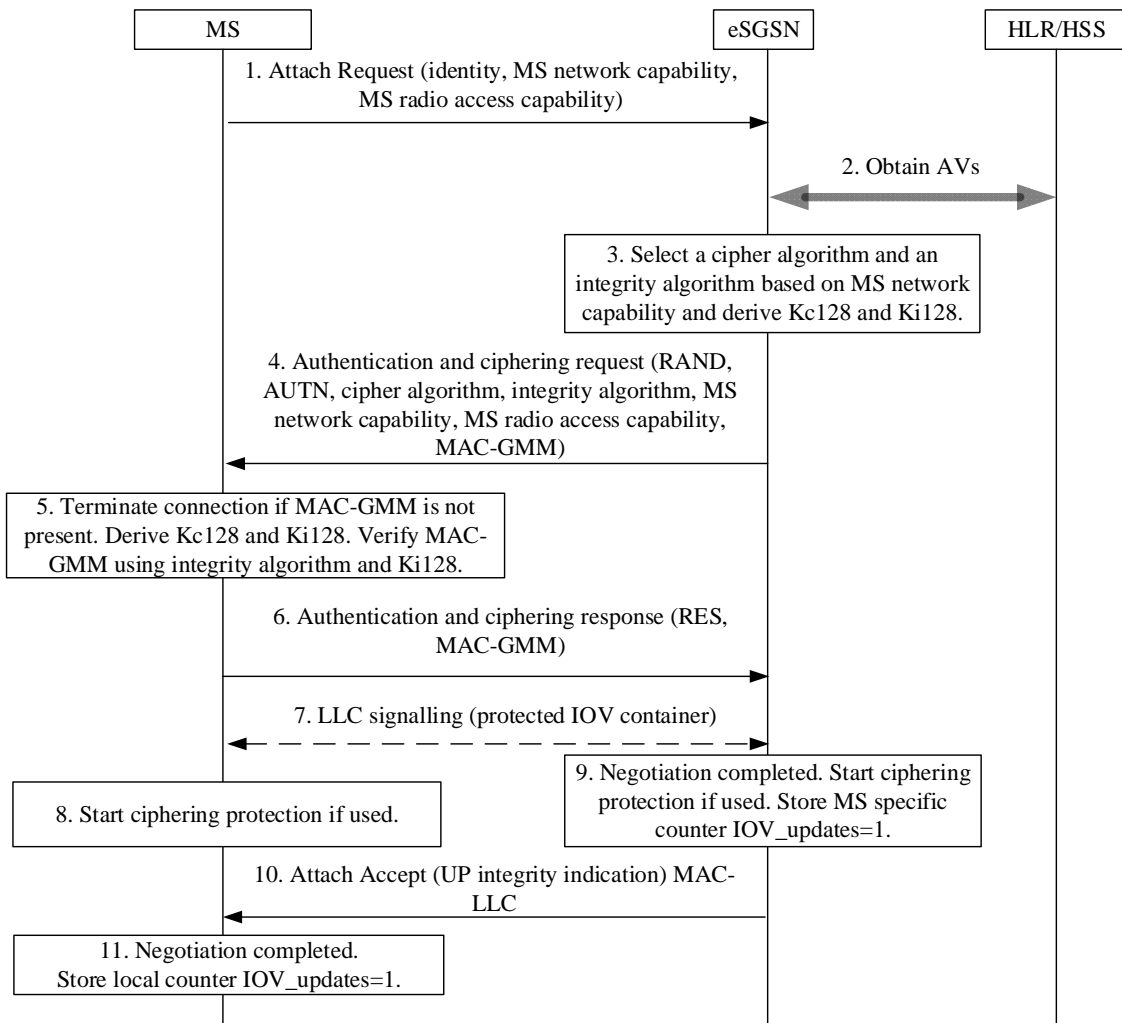 MS
eSGSN
HLR/HSS
1. Attach Request (identity, MS network capability,
MS radio access capability)
2. Obtain AVs
3. Select a cipher algorithm and an
integrity algorithm based on MS network
capability and derive Kc128 and Ki128.
4. Authentication and ciphering request (RAND,
AUTN, cipher algorithm, integrity algorithm, MS
network capability, MS radio access capability,
MAC-GMM)
5. Terminate connection if MAC-GMM is not
present. Derive Kc128 and Ki128. Verify MAC-
GMM using integrity algorithm and Ki128.
6. Authentication and ciphering response (RES,
MAC-GMM)
7. LLC signalling (protected IOV container)
8. Start ciphering protection if used.
9. Negotiation completed. Start ciphering
protection if used. Store MS specific
counter IOV_updates=1.
10. Attach Accept (UP integrity indication) MAC-
LLC
11. Negotiation completed.
Store local counter IOV_updates=1.